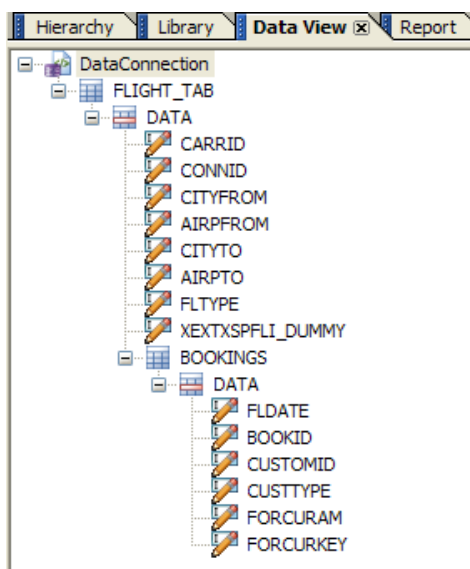 Hierarchy Library Data View Report
DataConnection
FLIGHT_TAB
DATA
CARRID
CONNID
CITYFROM
AIRPFROM
CITYTO
AIRPTO
FLTYPE
XEXTXSPFLI_DUMMY
BOOKINGS
DATA
FLDATE
BOOKID
CUSTOMID
CUSTTYPE
FORCURAM
FORCURKEY